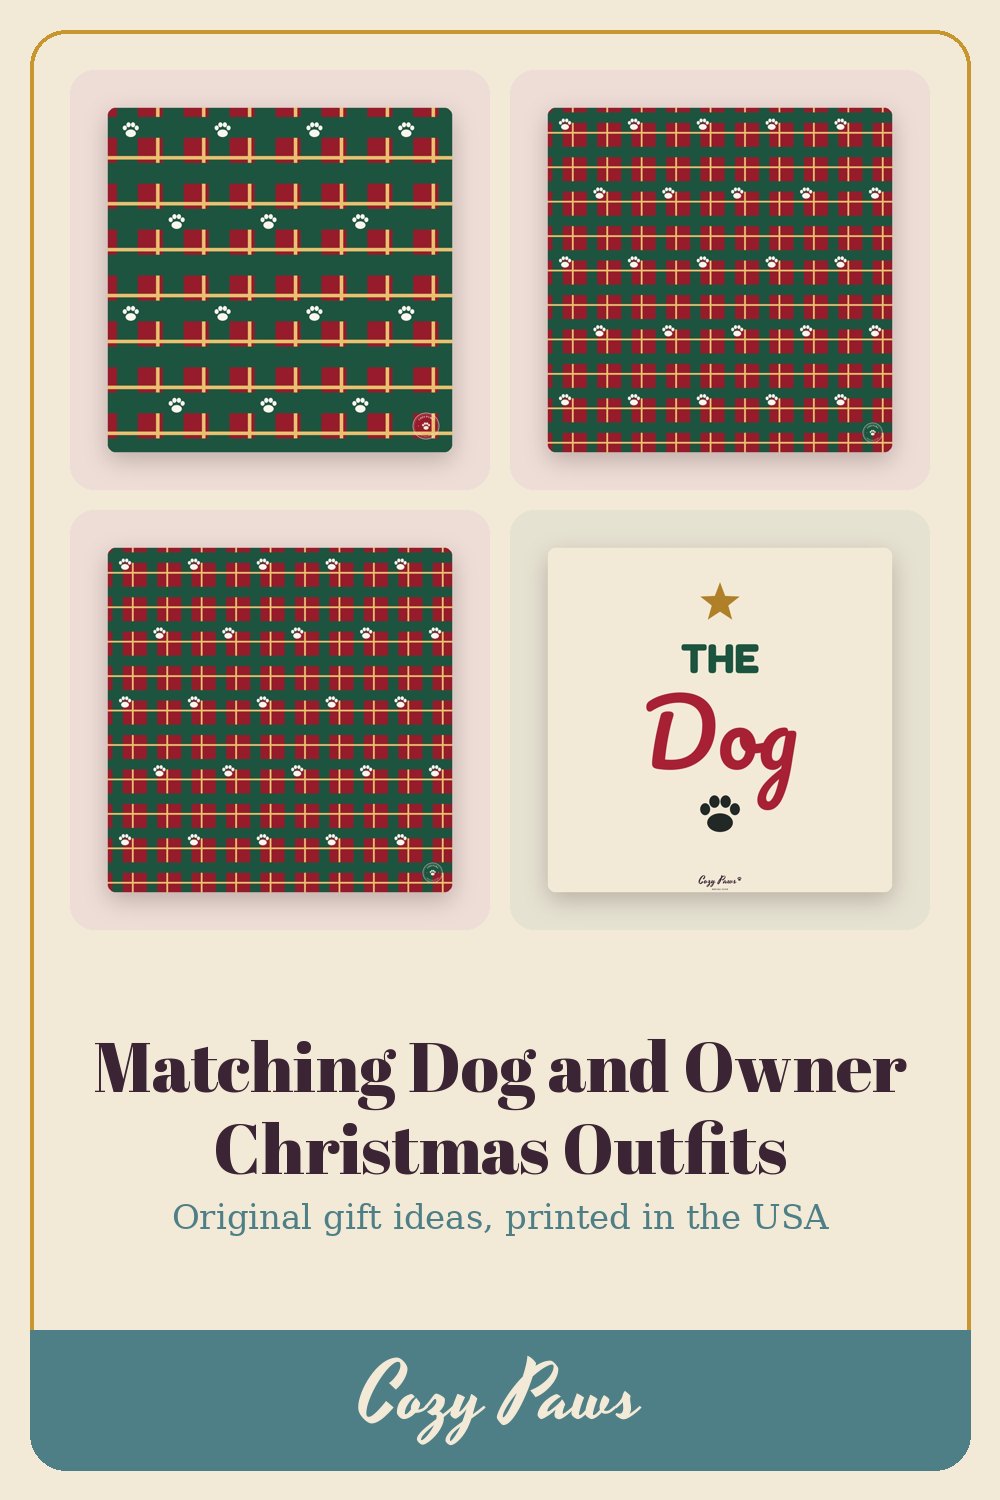 THE
Dog
Cozy Paws
Matching Dog and Owner
Christmas Outfits
Original gift ideas, printed in the USA
Cozy Paws